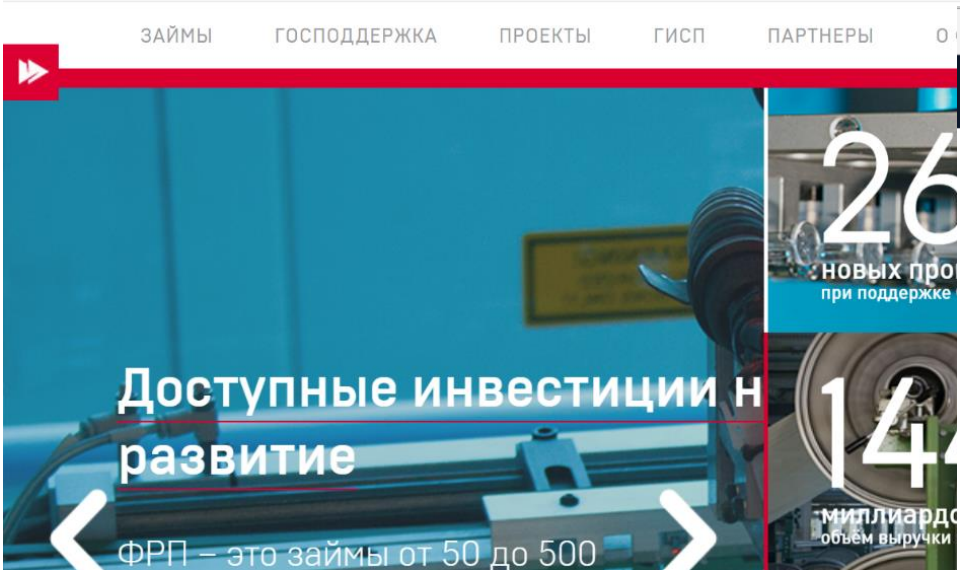 ЗАЙМЫ ГОСПОДДЕРЖКА ПРОЕКТЫ ГИСП ПАРТНЕРЫ О
Доступные инвестиции н
развитие
ФРП – это займы от 50 до 500
26
новых про
при поддержке
144
миллиардо
объём выручки